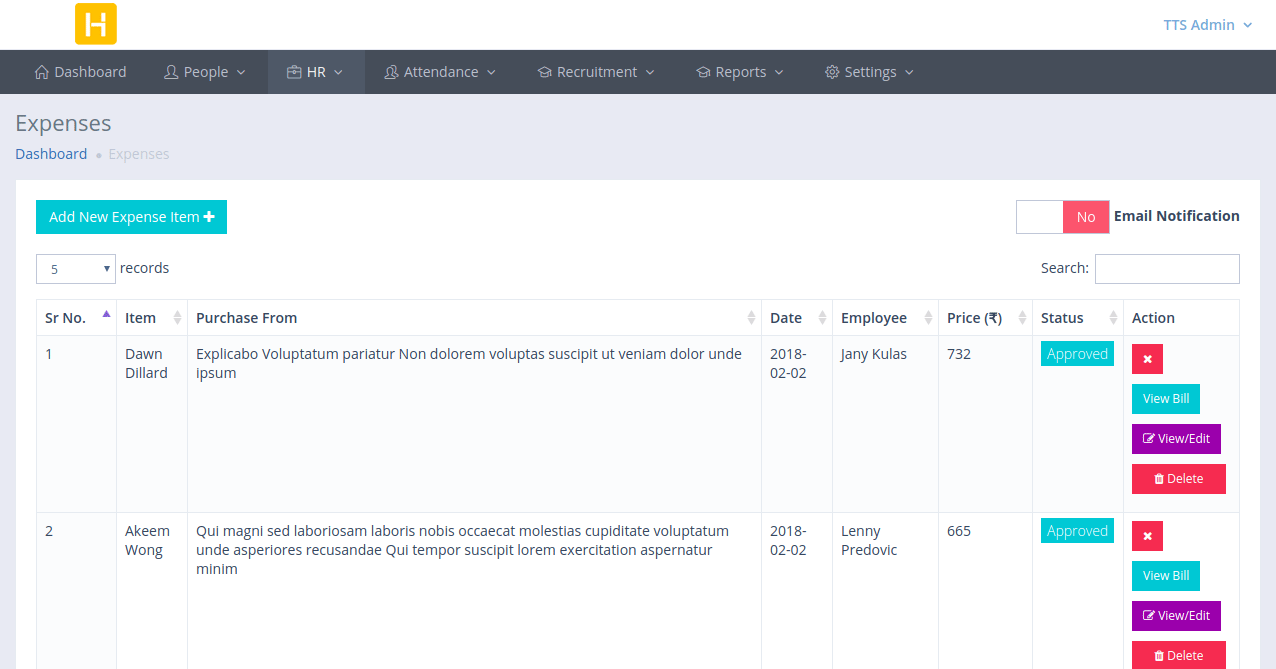 H
TTS Admin
Dashboard People HR Attendance Recruitment Reports Settings
Expenses
Dashboard Expenses
Add New Expense Item
No Email Notification
5 records
Search:
Sr No. Item Purchase From Date Employee Price (₹) Status Action
1 Dawn Explicabo Voluptatum pariatur Non dolorem voluptas suscipit ut veniam dolor unde 2018- Jany Kulas 732 Approved
Dillard ipsum 02-02
View Bill
View/Edit
Delete
2 Akeem Qui magni sed laboriosam laboris nobis occaecat molestias cupiditate voluptatum 2018- Lenny 665 Approved
Wong unde asperiores recusandae Qui tempor suscipit lorem exercitation aspernatur 02-02 Predovic
minim
View Bill
View/Edit
Delete